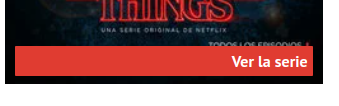 THINGS
UNA SERIE ORIGINAL DE NETFLIX
TODOS LOS EPISODIOS
Ver la serie